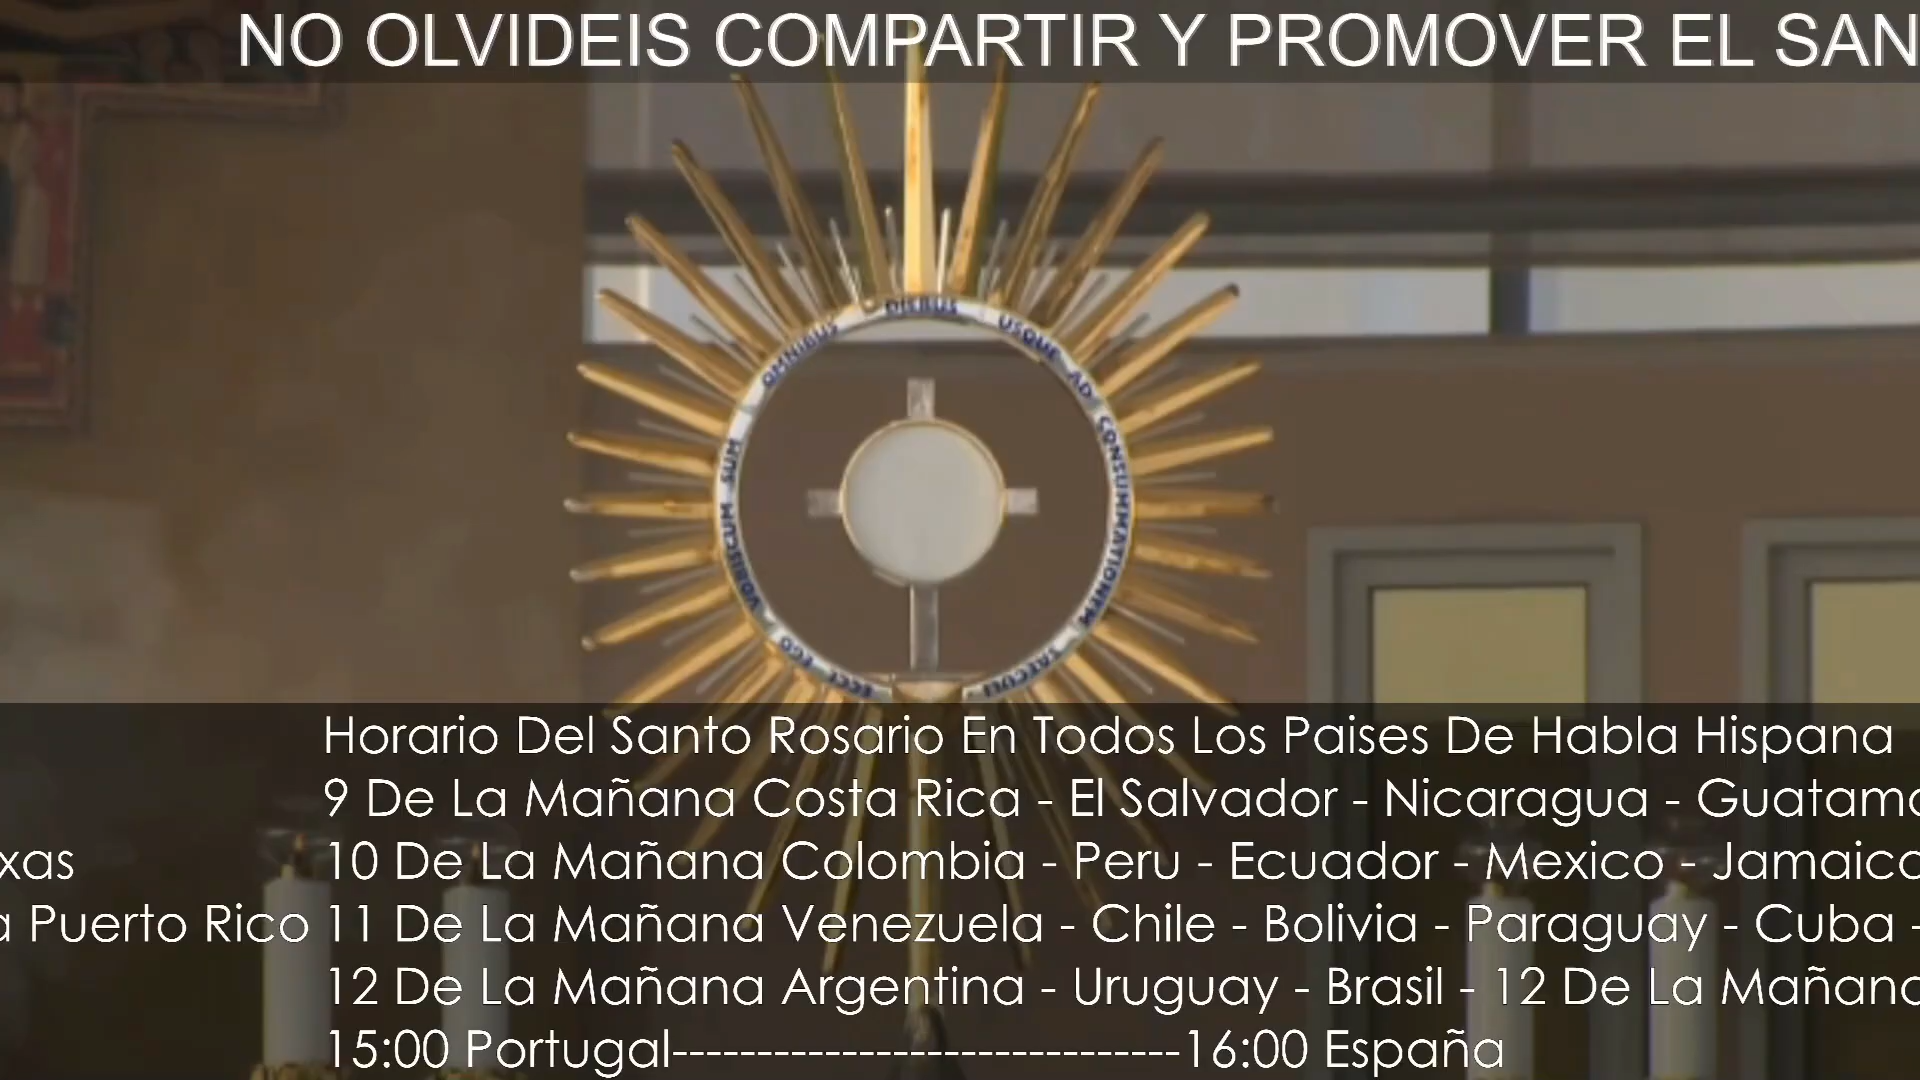 NO OLVIDEIS COMPARTIR Y PROMOVER EL SAN
ECCE EGO VOBISCUM SUM OMNIBUS DIEBUS USQUE AD CONSUMMATIONEM SAECULI
Horario Del Santo Rosario En Todos Los Paises De Habla Hispana
9 De La Mañana Costa Rica - El Salvador - Nicaragua - Guatama
xas 10 De La Mañana Colombia - Peru - Ecuador - Mexico - Jamaica
a Puerto Rico 11 De La Mañana Venezuela - Chile - Bolivia - Paraguay - Cuba -
12 De La Mañana Argentina - Uruguay - Brasil - 12 De La Mañana
15:00 Portugal------------------------------16:00 España